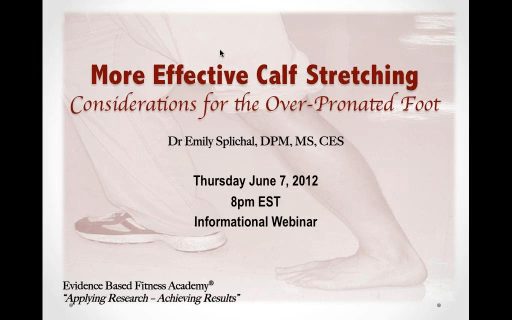 More Effective Calf Stretching
Considerations for the Over-Pronated Foot
Dr Emily Splichal, DPM, MS, CES
Thursday June 7, 2012
8pm EST
Informational Webinar
Evidence Based Fitness Academy®
"Applying Research – Achieving Results"